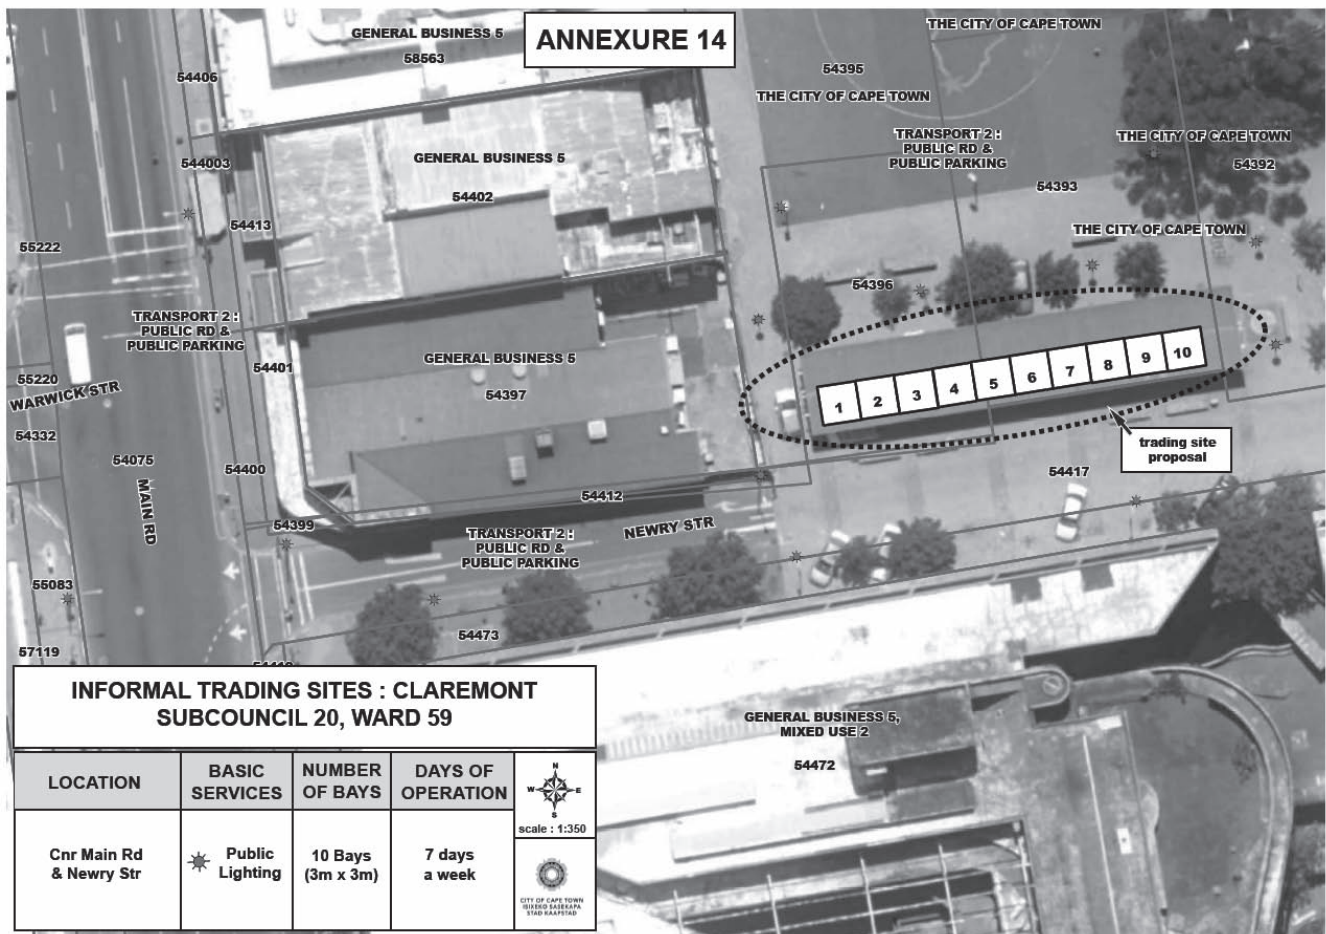 ANNEXURE 14
GENERAL BUSINESS 5
58563
THE CITY OF CAPE TOWN
54406
54395
THE CITY OF CAPE TOWN
TRANSPORT 2 :
PUBLIC RD &
PUBLIC PARKING
THE CITY OF CAPE TOWN
54392
544003
GENERAL BUSINESS 5
54402
54393
54413
THE CITY OF CAPE TOWN
55222
54396
TRANSPORT 2 :
PUBLIC RD &
PUBLIC PARKING
54401
GENERAL BUSINESS 5
54397
1 2 3 4 5 6 7 8 9 10
55220
WARWICK STR
54332
trading site
proposal
54075
MAIN RD
54400
54417
54412
54399
TRANSPORT 2 :
PUBLIC RD &
PUBLIC PARKING
NEWRY STR
55083
54473
57119
INFORMAL TRADING SITES : CLAREMONT
SUBCOUNCIL 20, WARD 59
LOCATION
BASIC
SERVICES
NUMBER
OF BAYS
DAYS OF
OPERATION
N
W E
S
scale : 1:350
Cnr Main Rd
& Newry Str
Public
Lighting
10 Bays
(3m x 3m)
7 days
a week
CITY OF CAPE TOWN
ISIXEKO SASEKAPA
STAD KAAPSTAD
GENERAL BUSINESS 5,
MIXED USE 2
54472